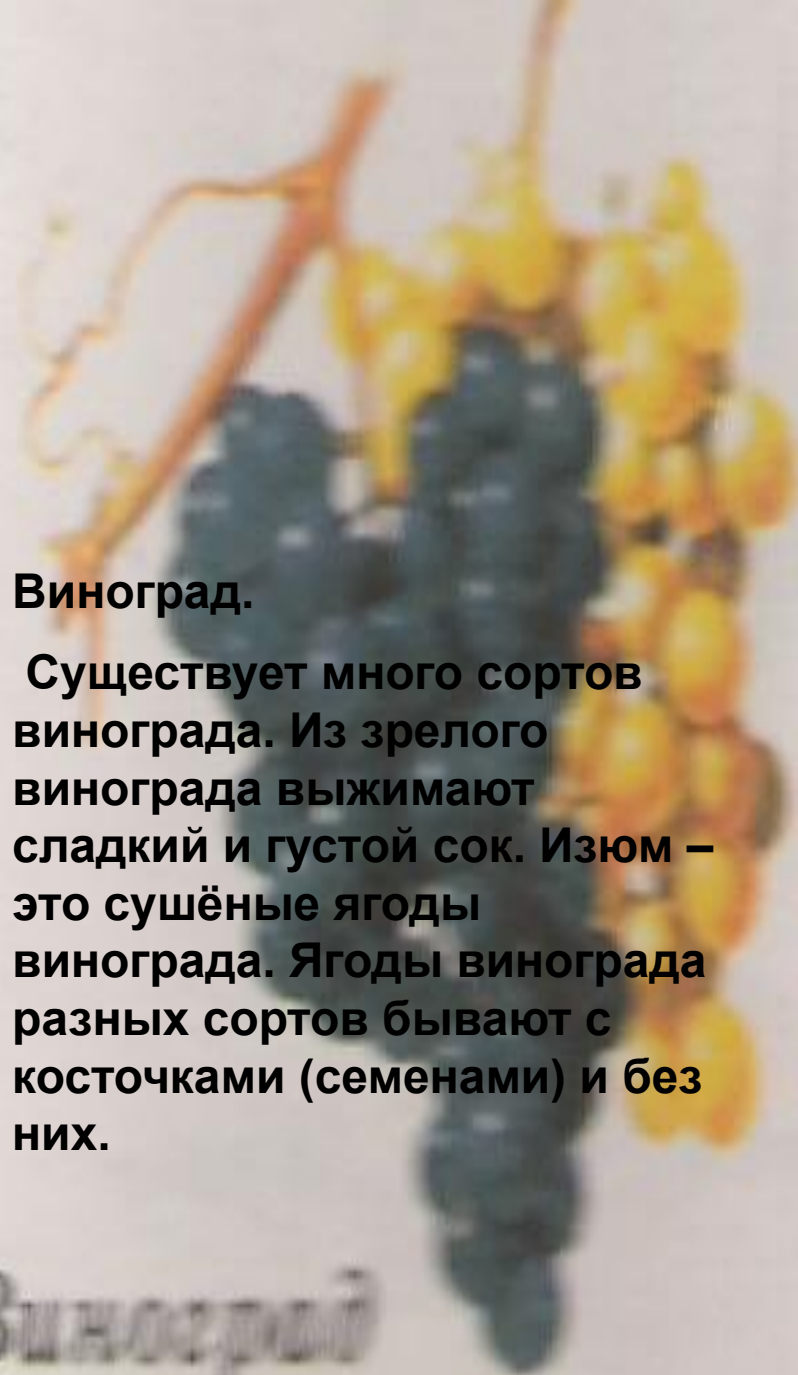 Виноград.
Существует много сортов
винограда. Из зрелого
винограда выжимают
сладкий и густой сок. Изюм –
это сушёные ягоды
винограда. Ягоды винограда
разных сортов бывают с
косточками (семенами) и без
них.
Виноград